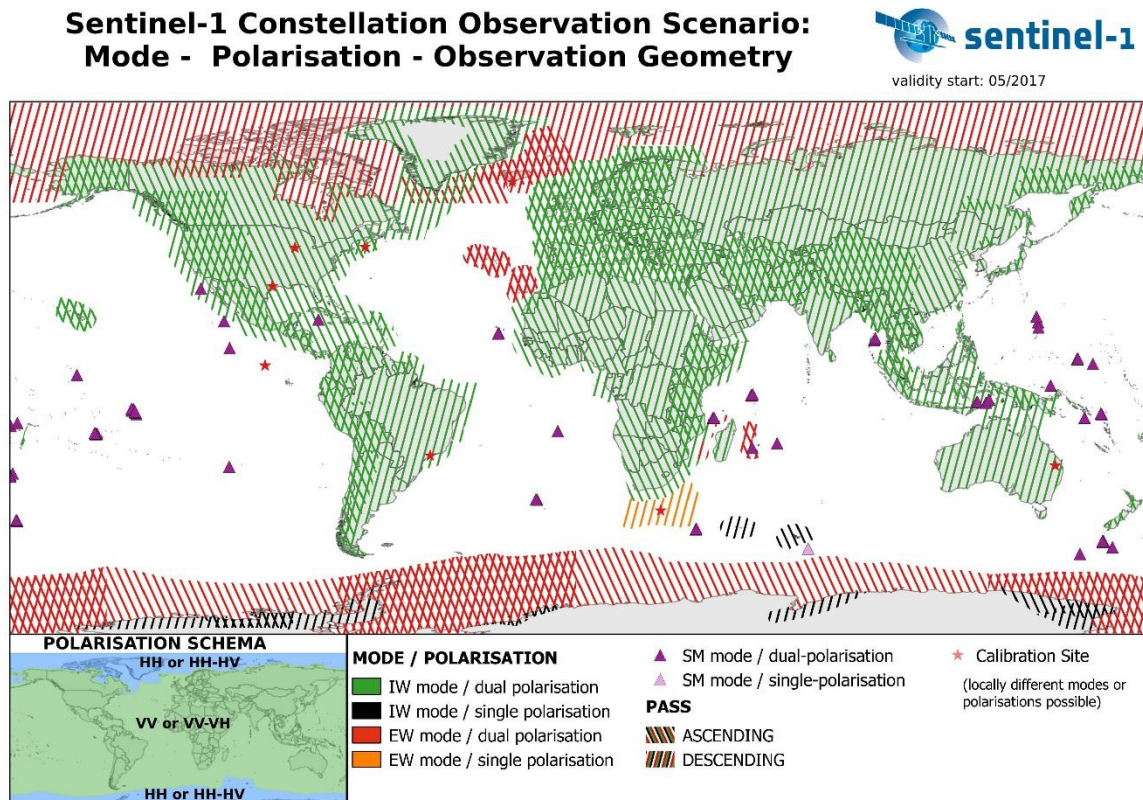 Sentinel-1 Constellation Observation Scenario:
Mode - Polarisation - Observation Geometry
sentinel-1
validity start: 05/2017
POLARISATION SCHEMA
HH or HH-HV
VV or VV-VH
HH or HH-HV
MODE / POLARISATION
IW mode / dual polarisation
IW mode / single polarisation
EW mode / dual polarisation
EW mode / single polarisation
SM mode / dual-polarisation
SM mode / single-polarisation
PASS
ASCENDING
DESCENDING
Calibration Site
(locally different modes or
polarisations possible)